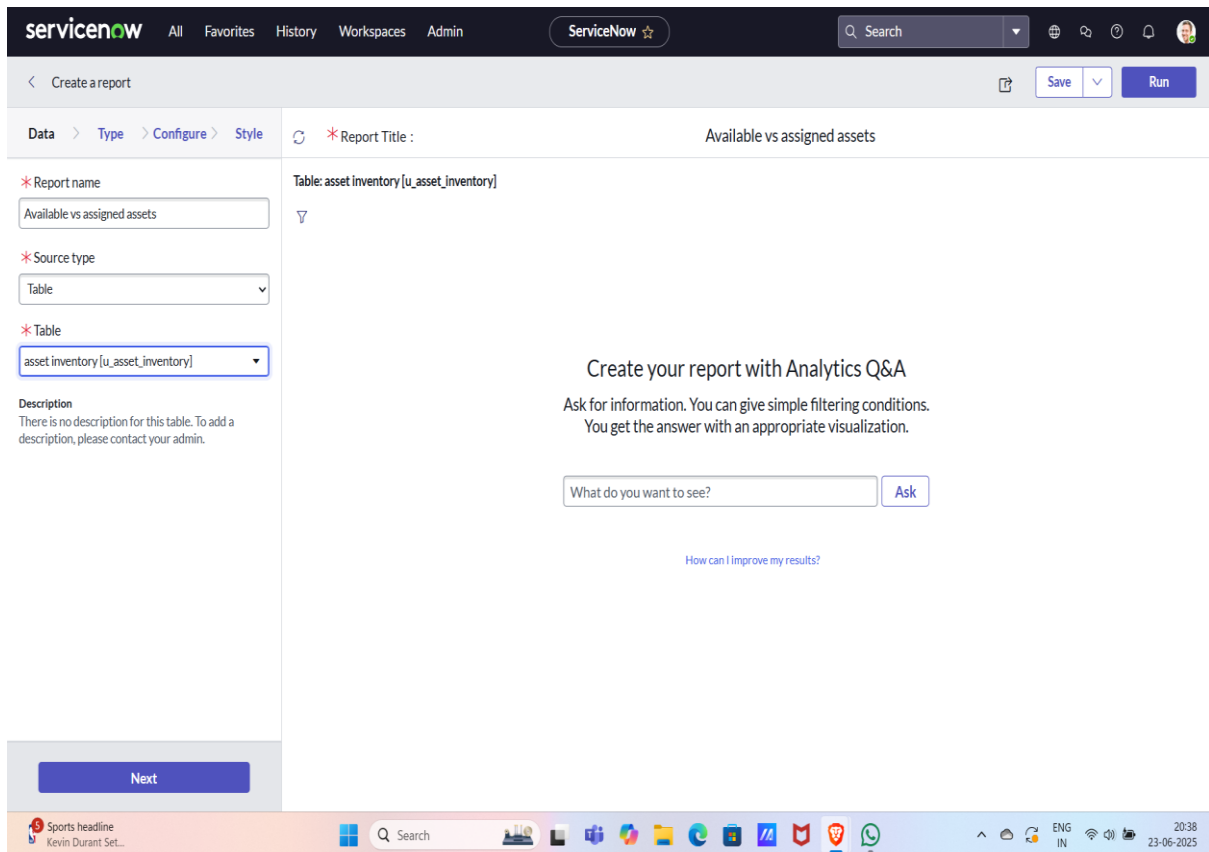 servicenow All Favorites History Workspaces Admin ServiceNow Search
Create a report Save Run
Data Type Configure Style
Report Title : Available vs assigned assets
*Report name
Available vs assigned assets
*Source type
Table
*Table
asset inventory [u_asset_inventory]
Description
There is no description for this table. To add a
description, please contact your admin.
Table: asset inventory [u_asset_inventory]
Create your report with Analytics Q&A
Ask for information. You can give simple filtering conditions.
You get the answer with an appropriate visualization.
What do you want to see? Ask
How can I improve my results?
Next
5
Sports headline
Kevin Durant Set...
Search
ENG
IN
20:38
23-06-2025